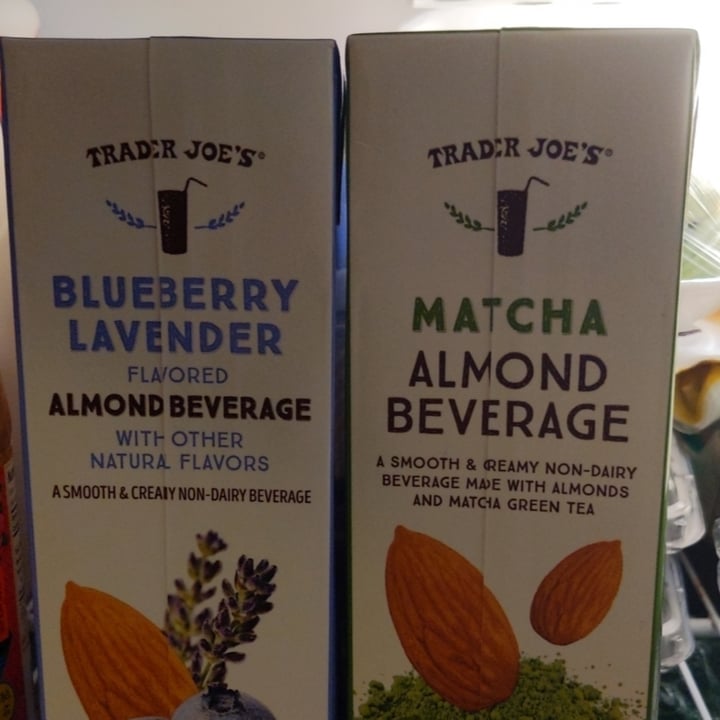 TRADER JOE'S®
BLUEBERRY
LAVENDER
FLAVORED
ALMOND BEVERAGE
WITH OTHER
NATURAL FLAVORS
A SMOOTH & CREAMY NON-DAIRY BEVERAGE
TRADER JOE'S®
MATCHA
ALMOND
BEVERAGE
A SMOOTH & CREAMY NON-DAIRY
BEVERAGE MADE WITH ALMONDS
AND MATCHA GREEN TEA